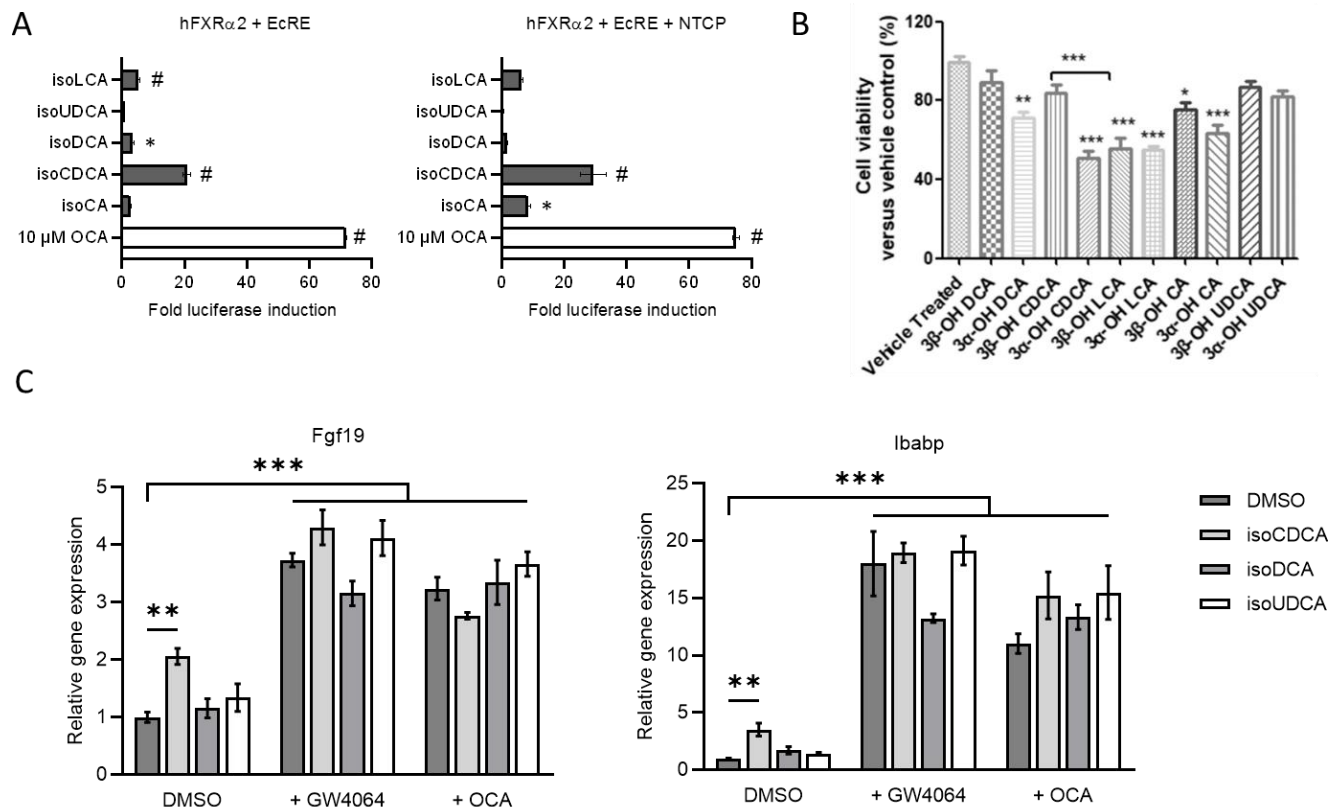 A
hFXRα2 + EcRE
isoLCA
isoUDCA
isoDCA
isoCDCA
isoCA
10 µM OCA
#
*
#
#
0 20 40 60 80
Fold luciferase induction
hFXRα2 + EcRE + NTCP
isoLCA
isoUDCA
isoDCA
isoCDCA
isoCA
10 µM OCA
#
*
#
0 20 40 60 80
Fold luciferase induction
B
Cell viability
versus vehicle control (%)
120
80
40
0
**
***
***
***
***
*
***
Vehicle Treated
3β-OH DCA
3α-OH DCA
3β-OH CDCA
3α-OH CDCA
3β-OH LCA
3α-OH LCA
3β-OH CA
3α-OH CA
3β-OH UDCA
3α-OH UDCA
C
Fgf19
Relative gene expression
5
4
3
2
1
0
***
**
DMSO + GW4064 + OCA
Ibabp
Relative gene expression
25
20
15
10
5
0
***
**
DMSO + GW4064 + OCA
DMSO
isoCDCA
isoDCA
isoUDCA